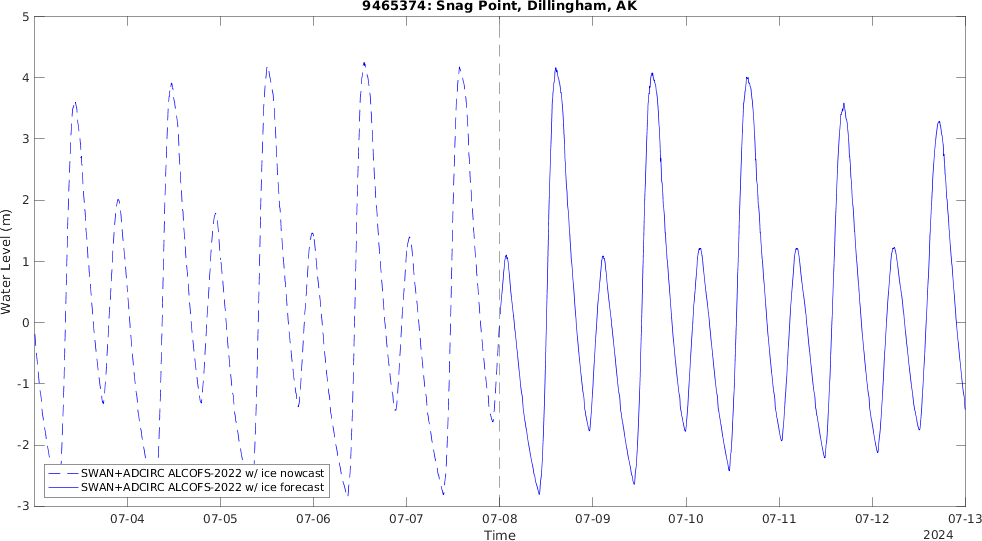 9465374: Snag Point, Dillingham, AK
5
4
3
2
1
0
-1
-2
-3
Water Level (m)
SWAN+ADCIRC ALCOFS-2022 w/ ice nowcast
SWAN+ADCIRC ALCOFS-2022 w/ ice forecast
07-04 07-05 07-06 07-07 07-08 07-09 07-10 07-11 07-12 07-13
Time
2024